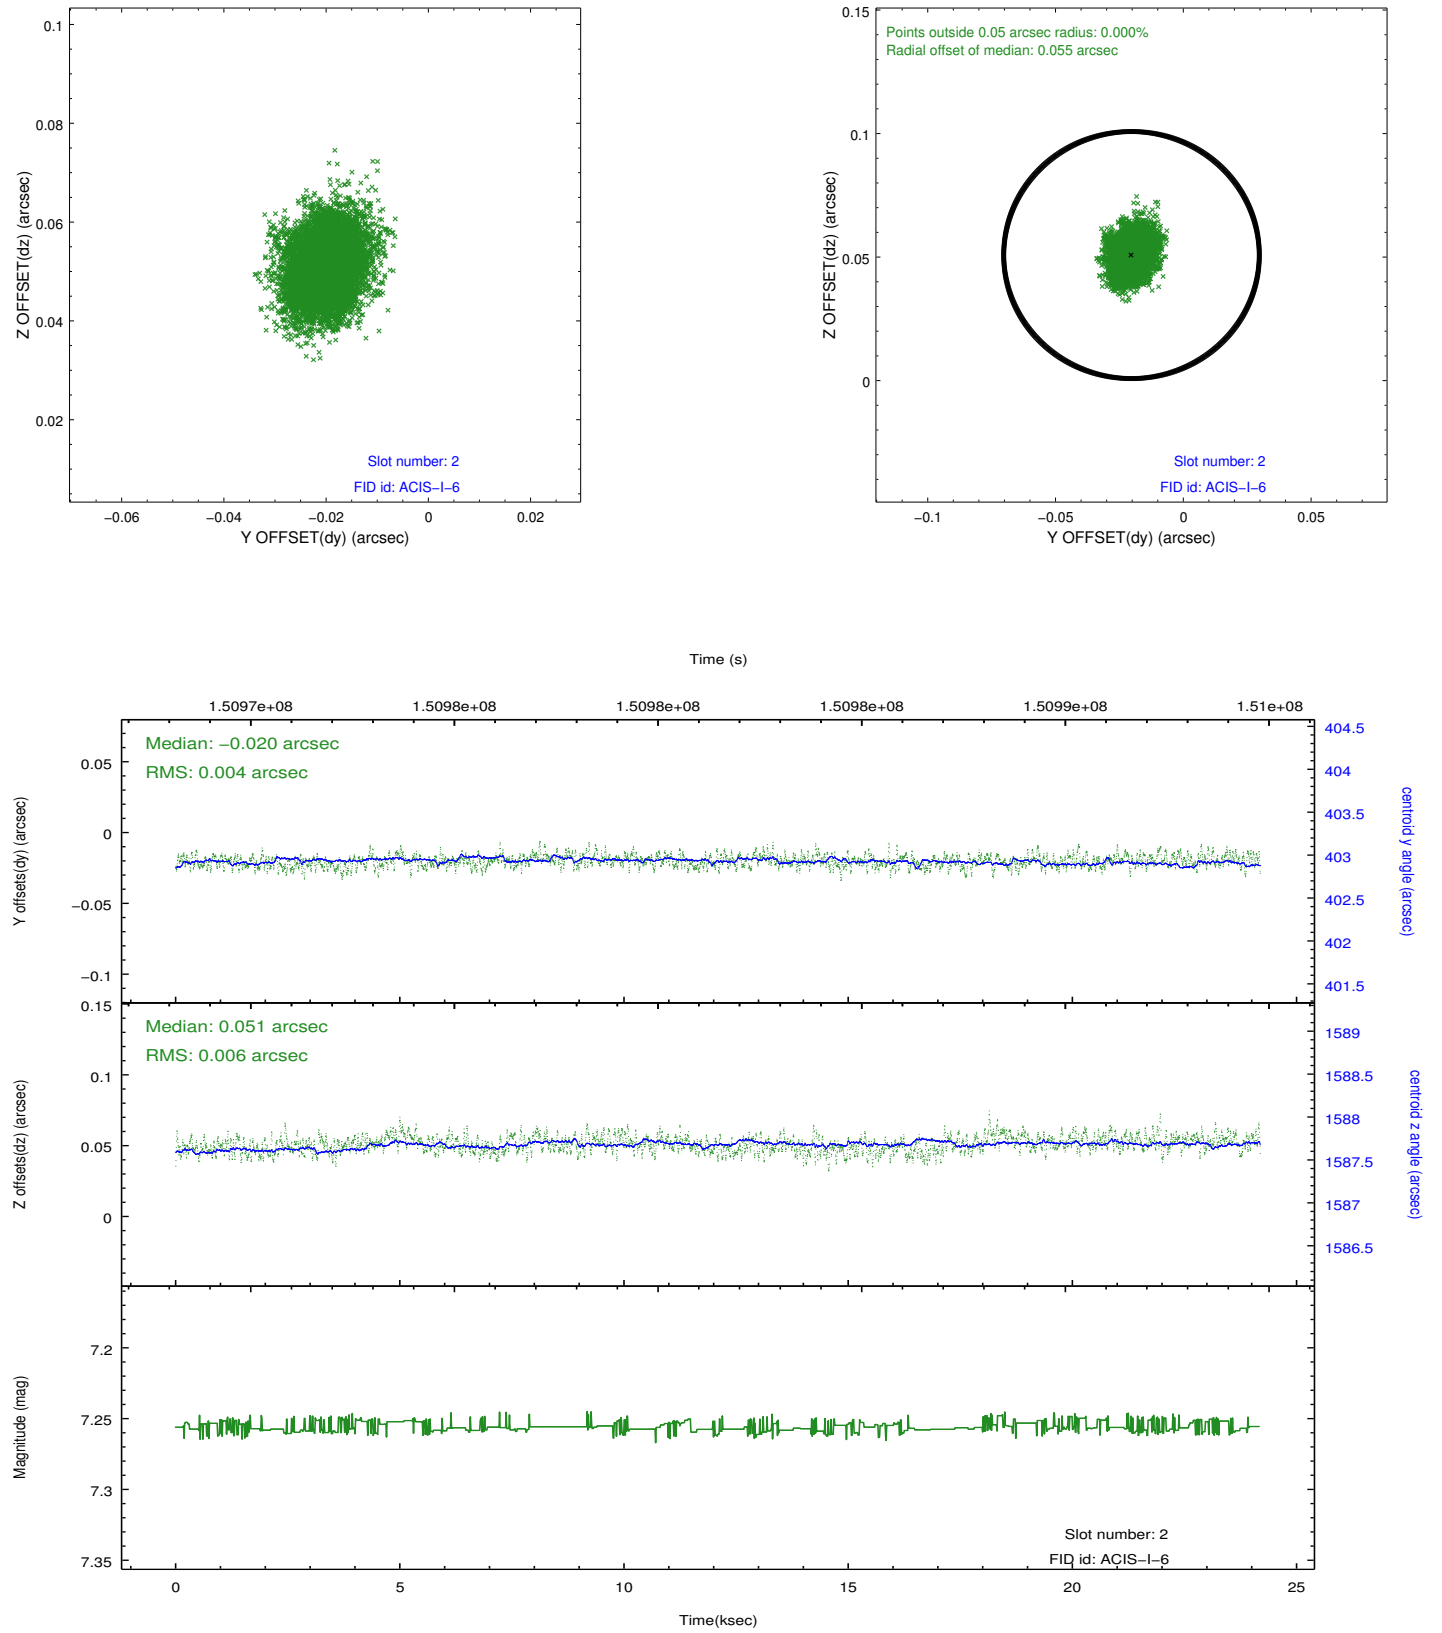 0.1
0.08
0.06
0.04
0.02
Z OFFSET(dz) (arcsec)
Slot number: 2
FID id: ACIS−I−6
−0.06 −0.04 −0.02 0 0.02
Y OFFSET(dy) (arcsec)
0.15
0.1
0.05
0
Z OFFSET(dz) (arcsec)
Points outside 0.05 arcsec radius: 0.000%
Radial offset of median: 0.055 arcsec
Slot number: 2
FID id: ACIS−I−6
−0.1 −0.05 0 0.05
Y OFFSET(dy) (arcsec)
Time (s)
1.5097e+08 1.5098e+08 1.5098e+08 1.5098e+08 1.5099e+08 1.51e+08
Median: −0.020 arcsec
RMS: 0.004 arcsec
0.05
0
−0.05
−0.1
Y offsets(dy) (arcsec)
404.5
404
403.5
403
402.5
402
401.5
centroid y angle (arcsec)
Median: 0.051 arcsec
RMS: 0.006 arcsec
0.15
0.1
0.05
0
Z offsets(dz) (arcsec)
1589
1588.5
1588
1587.5
1587
1586.5
centroid z angle (arcsec)
7.2
7.25
7.3
7.35
Magnitude (mag)
Slot number: 2
FID id: ACIS−I−6
0 5 10 15 20 25
Time(ksec)